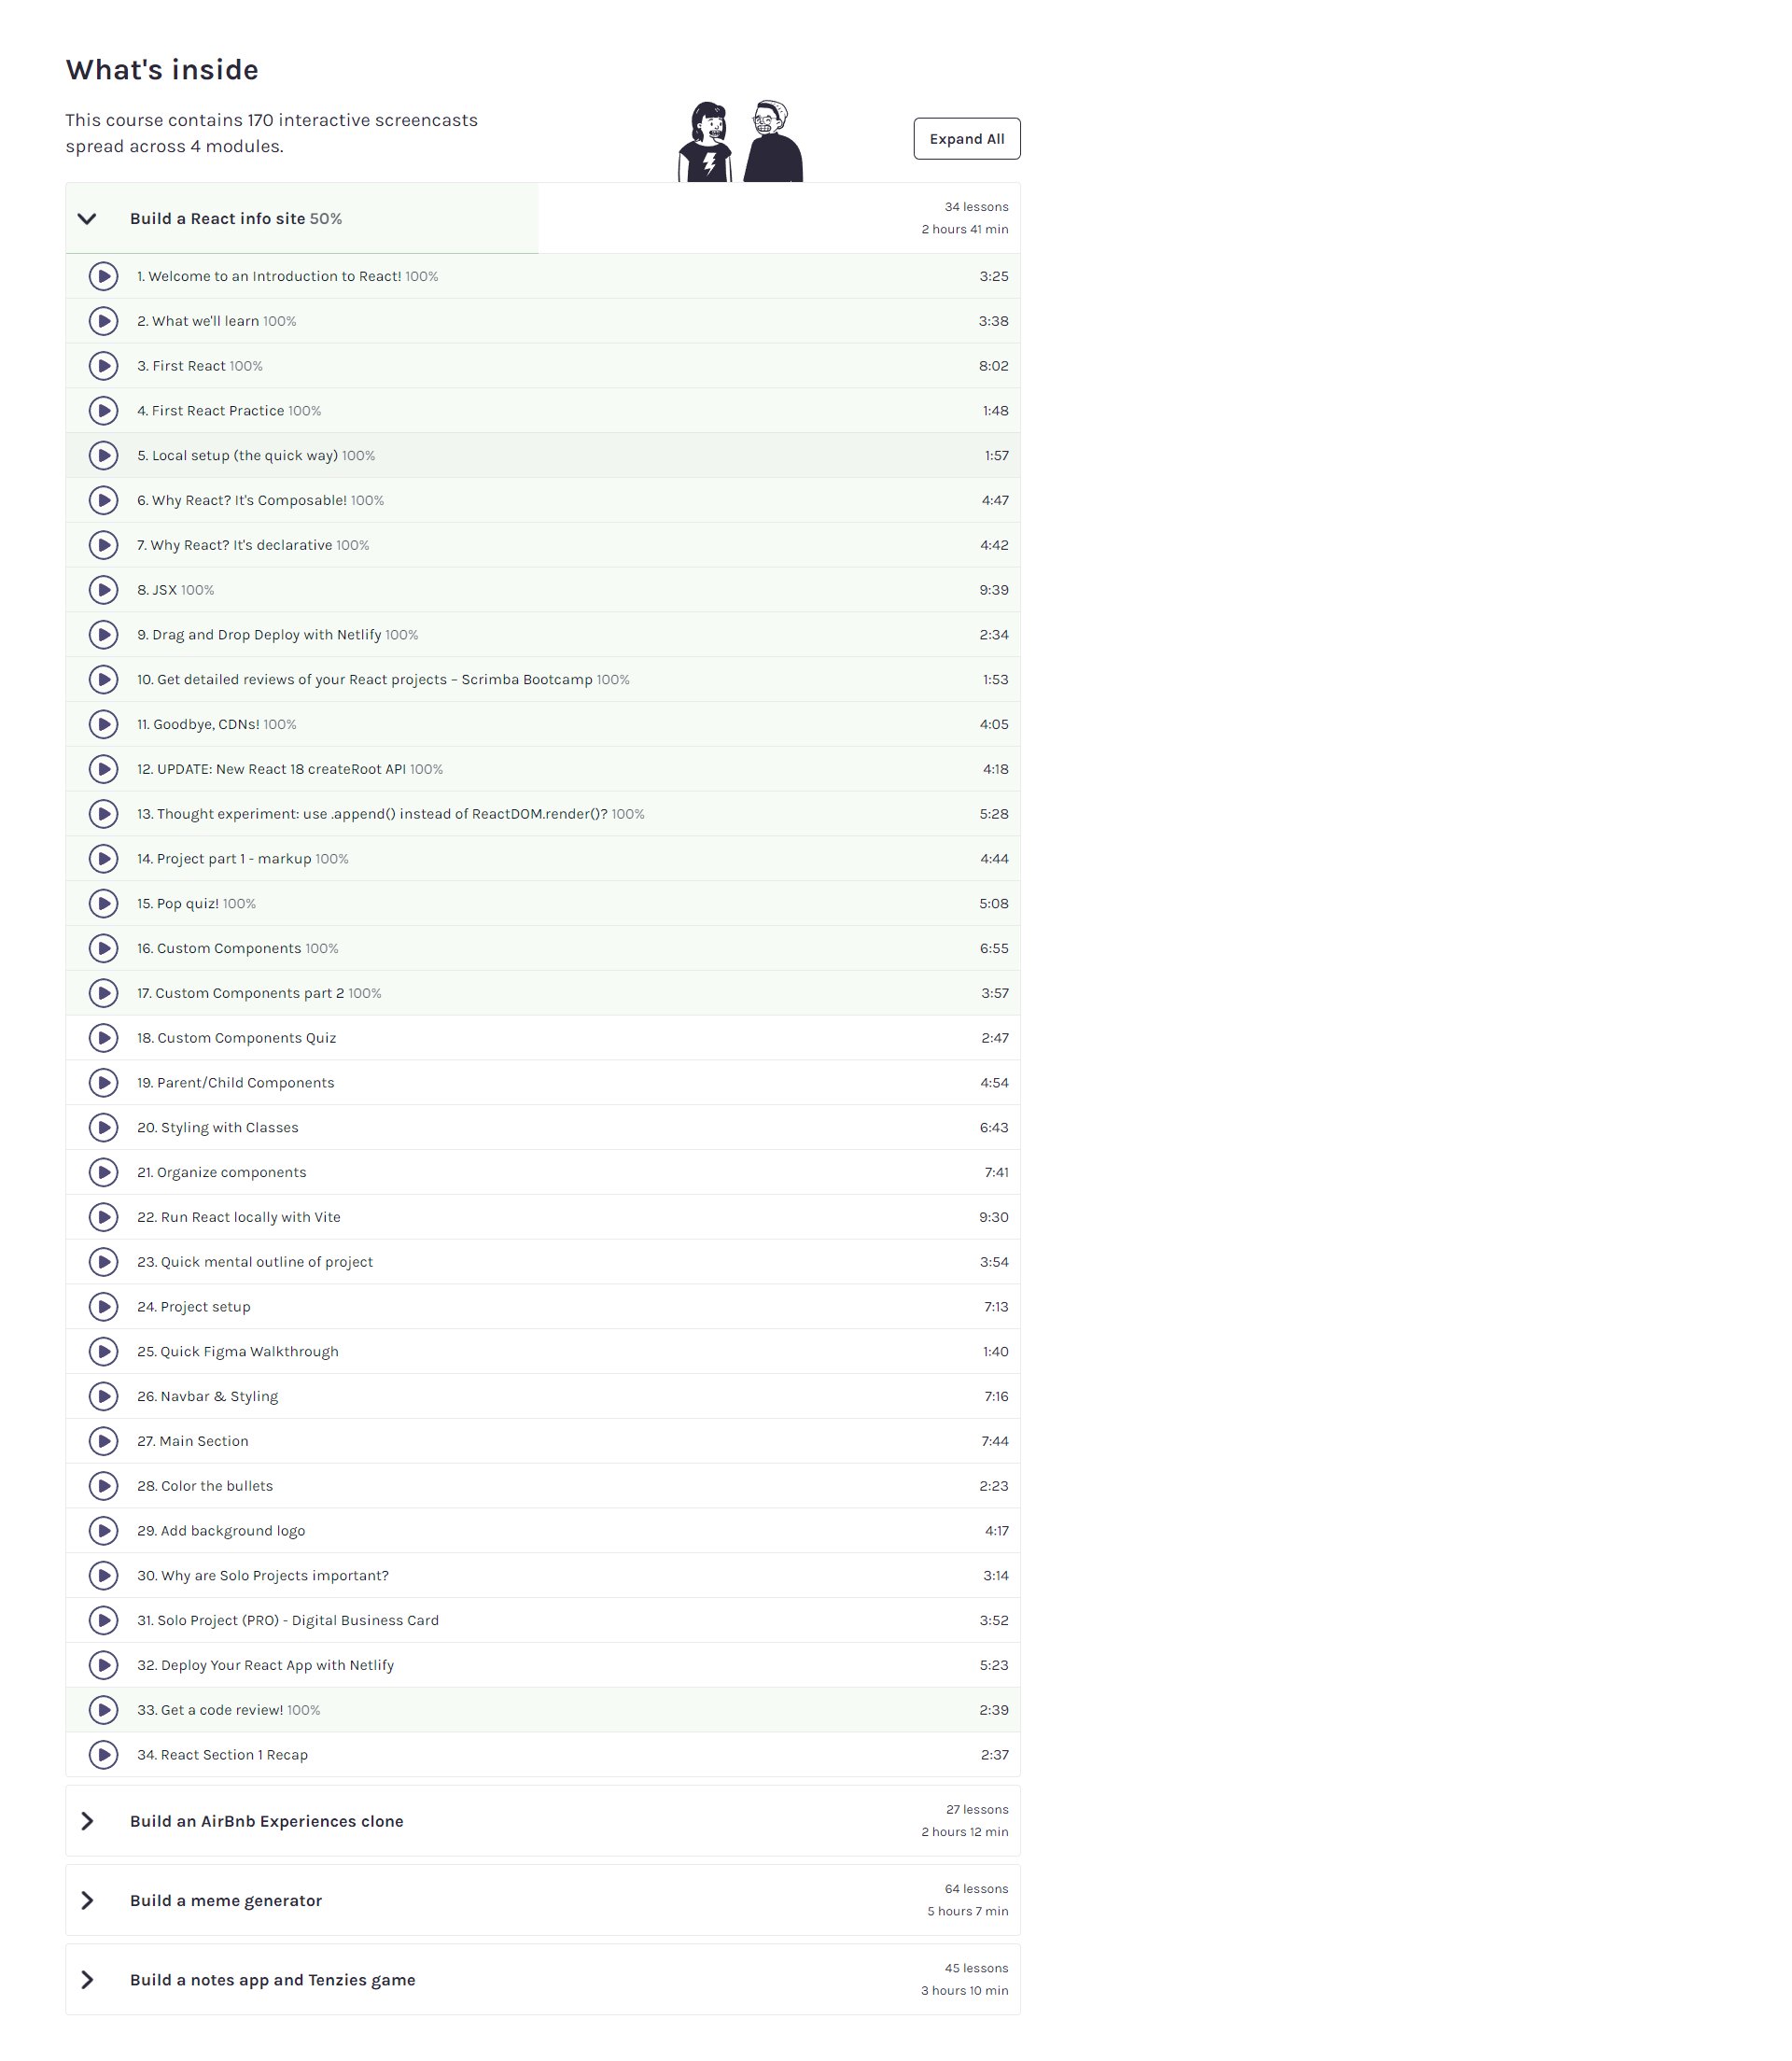 What's inside
This course contains 170 interactive screencasts
spread across 4 modules.
Expand All
Build a React info site 50%
34 lessons
2 hours 41 min
1. Welcome to an Introduction to React! 100%
3:25
2. What we'll learn 100%
3:38
3. First React 100%
8:02
4. First React Practice 100%
1:48
5. Local setup (the quick way) 100%
1:57
6. Why React? It's Composable! 100%
4:47
7. Why React? It's declarative 100%
4:42
8. JSX 100%
9:39
9. Drag and Drop Deploy with Netlify 100%
2:34
10. Get detailed reviews of your React projects – Scrimba Bootcamp 100%
1:53
11. Goodbye, CDNs! 100%
4:05
12. UPDATE: New React 18 createRoot API 100%
4:18
13. Thought experiment: use .append() instead of ReactDOM.render()? 100%
5:28
14. Project part 1 - markup 100%
4:44
15. Pop quiz! 100%
5:08
16. Custom Components 100%
6:55
17. Custom Components part 2 100%
3:57
18. Custom Components Quiz
2:47
19. Parent/Child Components
4:54
20. Styling with Classes
6:43
21. Organize components
7:41
22. Run React locally with Vite
9:30
23. Quick mental outline of project
3:54
24. Project setup
7:13
25. Quick Figma Walkthrough
1:40
26. Navbar & Styling
7:16
27. Main Section
7:44
28. Color the bullets
2:23
29. Add background logo
4:17
30. Why are Solo Projects important?
3:14
31. Solo Project (PRO) - Digital Business Card
3:52
32. Deploy Your React App with Netlify
5:23
33. Get a code review! 100%
2:39
34. React Section 1 Recap
2:37
Build an AirBnb Experiences clone
27 lessons
2 hours 12 min
Build a meme generator
64 lessons
5 hours 7 min
Build a notes app and Tenzies game
45 lessons
3 hours 10 min